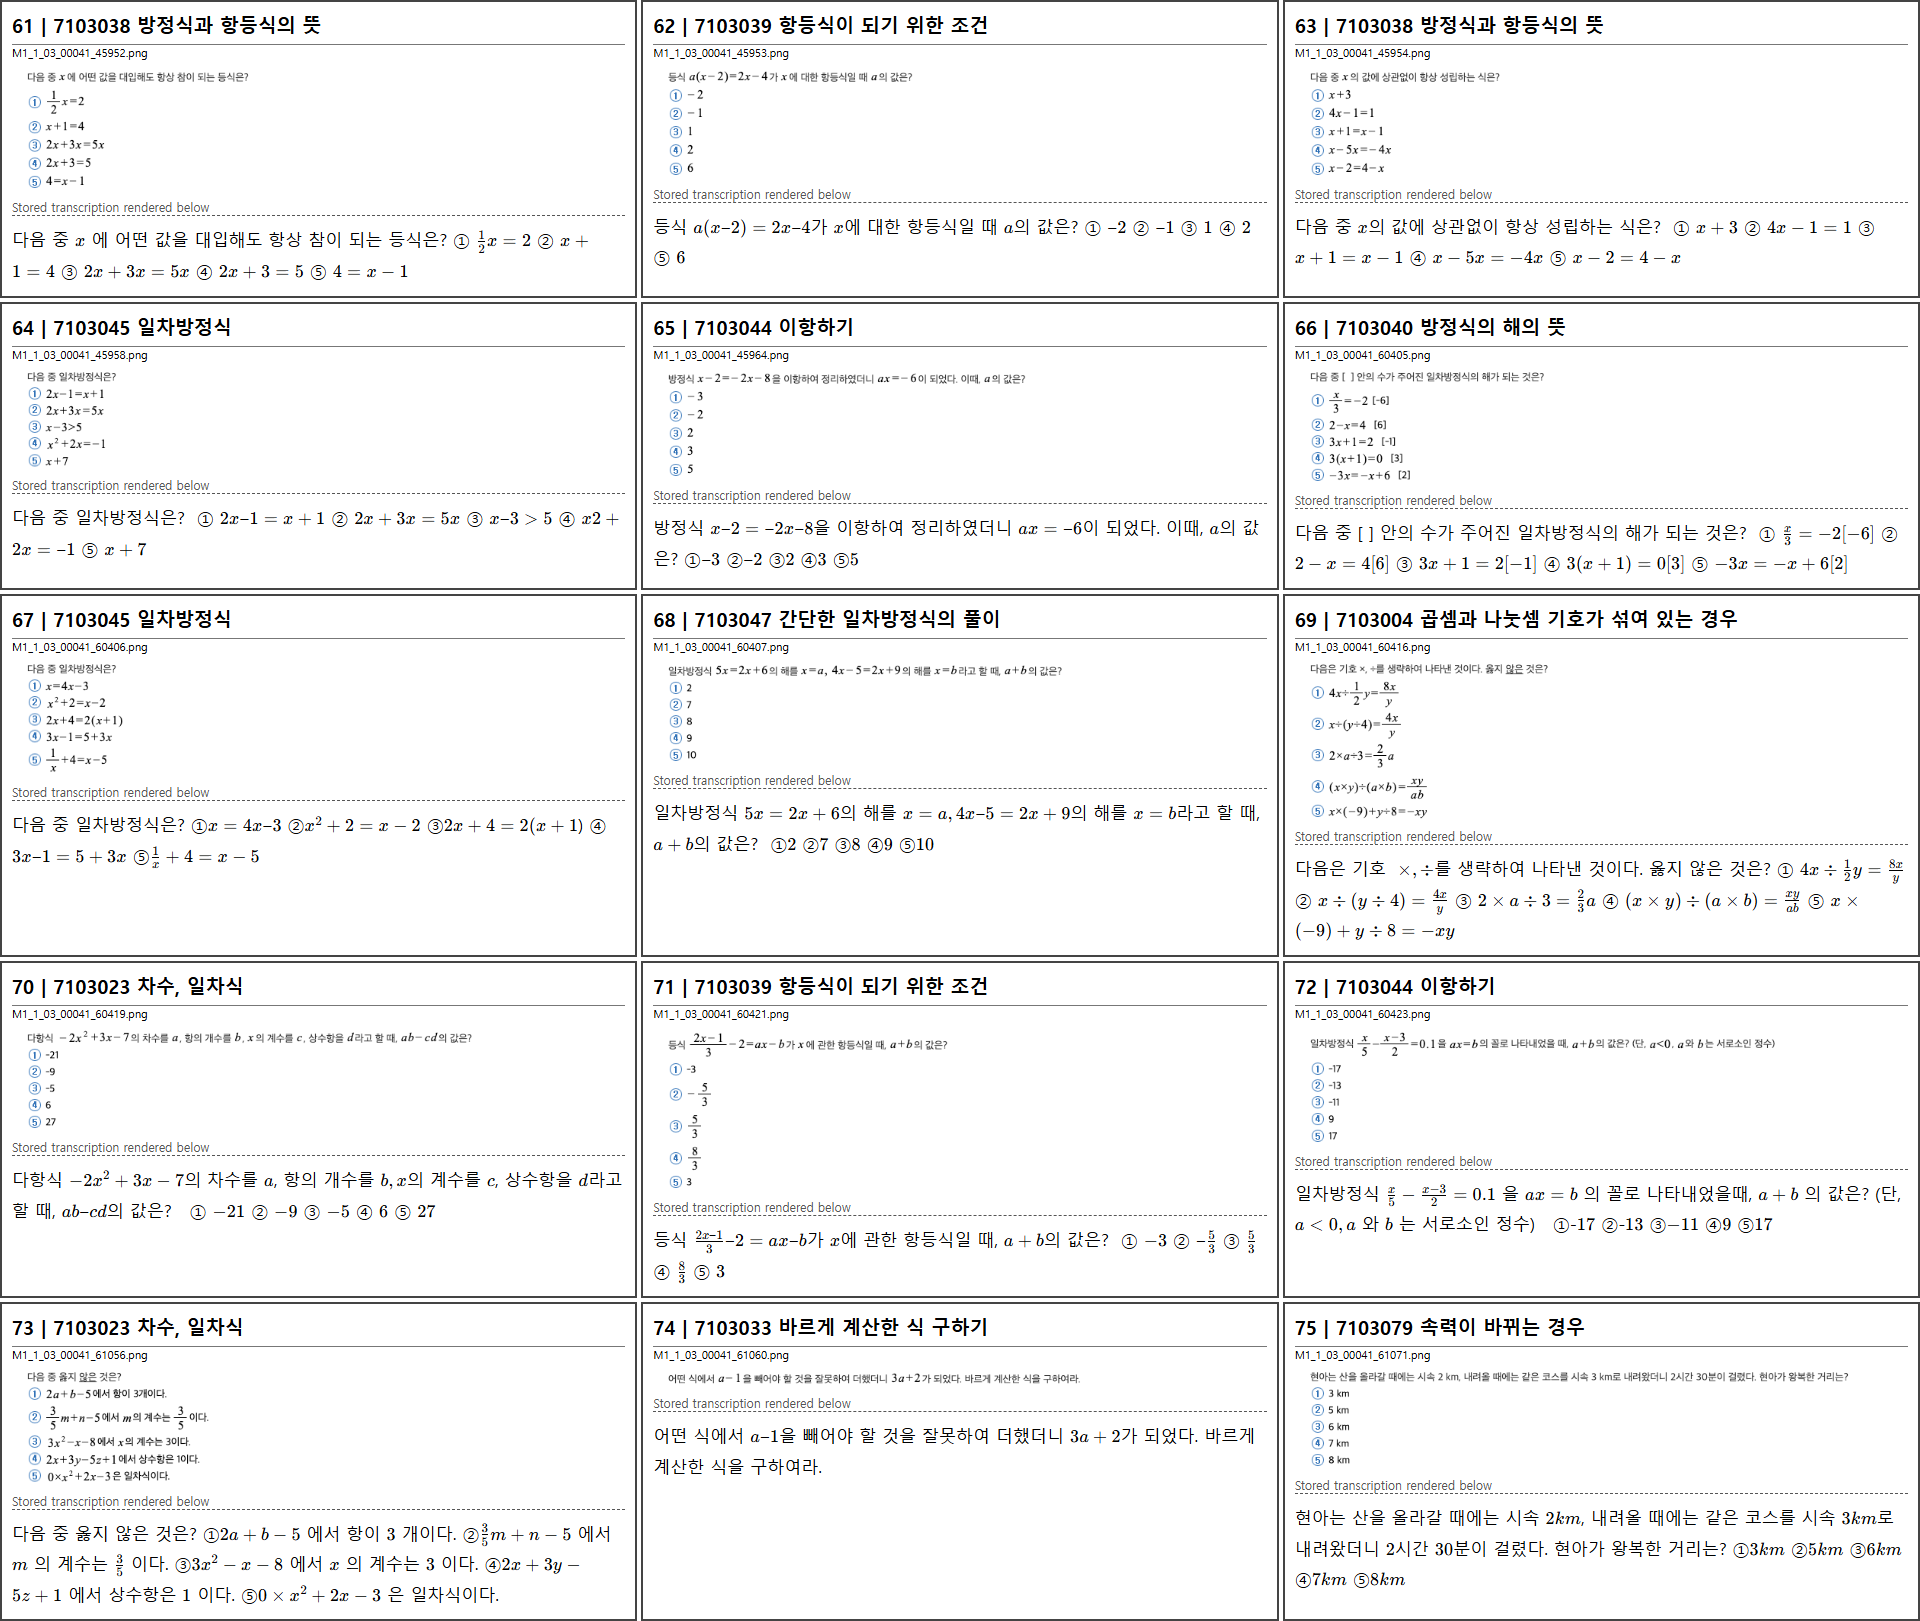 61 | 7103038 방정식과 항등식의 뜻
M1_1_03_00041_45952.png
다음 중 x 에 어떤 값을 대입해도 항상 참이 되는 등식은?
① 1/2 x=2
② x+1=4
③ 2x+3x=5x
④ 2x+3=5
⑤ 4=x-1
Stored transcription rendered below
다음 중 x 에 어떤 값을 대입해도 항상 참이 되는 등식은? ① 1/2 x = 2 ② x +
1 = 4 ③ 2x + 3x = 5x ④ 2x + 3 = 5 ⑤ 4 = x − 1
62 | 7103039 항등식이 되기 위한 조건
M1_1_03_00041_45953.png
등식 a(x-2)=2x-4가 x에 대한 항등식일 때 a의 값은?
① -2
② -1
③ 1
④ 2
⑤ 6
Stored transcription rendered below
등식 a(x–2) = 2x–4가 x에 대한 항등식일 때 a의 값은? ① –2 ② –1 ③ 1 ④ 2
⑤ 6
63 | 7103038 방정식과 항등식의 뜻
M1_1_03_00041_45954.png
다음 중 x의 값에 상관없이 항상 성립하는 식은?
① x+3
② 4x-1=1
③ x+1=x-1
④ x-5x=-4x
⑤ x-2=4-x
Stored transcription rendered below
다음 중 x의 값에 상관없이 항상 성립하는 식은? ① x + 3 ② 4x − 1 = 1 ③
x + 1 = x − 1 ④ x − 5x = −4x ⑤ x − 2 = 4 − x
64 | 7103045 일차방정식
M1_1_03_00041_45958.png
다음 중 일차방정식은?
① 2x-1=x+1
② 2x+3x=5x
③ x-3>5
④ x²+2x=-1
⑤ x+7
Stored transcription rendered below
다음 중 일차방정식은? ① 2x–1 = x + 1 ② 2x + 3x = 5x ③ x–3 > 5 ④ x2 +
2x = –1 ⑤ x + 7
65 | 7103044 이항하기
M1_1_03_00041_45964.png
방정식 x-2=-2x-8을 이항하여 정리하였더니 ax=-6이 되었다. 이때, a의 값은?
① -3
② -2
③ 2
④ 3
⑤ 5
Stored transcription rendered below
방정식 x–2 = –2x–8을 이항하여 정리하였더니 ax = –6이 되었다. 이때, a의 값
은? ①–3 ②–2 ③2 ④3 ⑤5
66 | 7103040 방정식의 해의 뜻
M1_1_03_00041_60405.png
다음 중 [ ] 안의 수가 주어진 일차방정식의 해가 되는 것은?
① x/3=-2 [-6]
② 2-x=4 [6]
③ 3x+1=2 [-1]
④ 3(x+1)=0 [3]
⑤ -3x=-x+6 [2]
Stored transcription rendered below
다음 중 [ ] 안의 수가 주어진 일차방정식의 해가 되는 것은? ① x/3 = −2[−6] ②
2 − x = 4[6] ③ 3x + 1 = 2[−1] ④ 3(x + 1) = 0[3] ⑤ −3x = −x + 6[2]
67 | 7103045 일차방정식
M1_1_03_00041_60406.png
다음 중 일차방정식은?
① x=4x-3
② x²+2=x-2
③ 2x+4=2(x+1)
④ 3x-1=5+3x
⑤ 1/x+4=x-5
Stored transcription rendered below
다음 중 일차방정식은? ①x = 4x–3 ②x² + 2 = x − 2 ③2x + 4 = 2(x + 1) ④
3x–1 = 5 + 3x ⑤1/x + 4 = x − 5
68 | 7103047 간단한 일차방정식의 풀이
M1_1_03_00041_60407.png
일차방정식 5x=2x+6의 해를 x=a, 4x-5=2x+9의 해를 x=b라고 할 때, a+b의 값은?
① 2
② 7
③ 8
④ 9
⑤ 10
Stored transcription rendered below
일차방정식 5x = 2x + 6의 해를 x = a, 4x–5 = 2x + 9의 해를 x = b라고 할 때,
a + b의 값은? ①2 ②7 ③8 ④9 ⑤10
69 | 7103004 곱셈과 나눗셈 기호가 섞여 있는 경우
M1_1_03_00041_60416.png
다음은 기호 ×, ÷를 생략하여 나타낸 것이다. 옳지 않은 것은?
① 4x÷1/2 y=8x/y
② x÷(y÷4)=4x/y
③ 2×a÷3=2/3 a
④ (x×y)÷(a×b)=xy/ab
⑤ x×(-9)+y÷8=-xy
Stored transcription rendered below
다음은 기호 ×, ÷를 생략하여 나타낸 것이다. 옳지 않은 것은? ① 4x ÷ 1/2 y = 8x/y
② x ÷ (y ÷ 4) = 4x/y ③ 2 × a ÷ 3 = 2/3 a ④ (x × y) ÷ (a × b) = xy/ab ⑤ x ×
(−9) + y ÷ 8 = −xy
70 | 7103023 차수, 일차식
M1_1_03_00041_60419.png
다항식 -2x²+3x-7의 차수를 a, 항의 개수를 b, x의 계수를 c, 상수항을 d라고 할 때, ab-cd의 값은?
① -21
② -9
③ -5
④ 6
⑤ 27
Stored transcription rendered below
다항식 −2x² + 3x − 7의 차수를 a, 항의 개수를 b, x의 계수를 c, 상수항을 d라고
할 때, ab–cd의 값은? ① −21 ② −9 ③ −5 ④ 6 ⑤ 27
71 | 7103039 항등식이 되기 위한 조건
M1_1_03_00041_60421.png
등식 (2x-1)/3-2=ax-b가 x에 관한 항등식일 때, a+b의 값은?
① -3
② -5/3
③ 5/3
④ 8/3
⑤ 3
Stored transcription rendered below
등식 (2x–1)/3–2 = ax–b가 x에 관한 항등식일 때, a + b의 값은? ① −3 ② –5/3 ③ 5/3
④ 8/3 ⑤ 3
72 | 7103044 이항하기
M1_1_03_00041_60423.png
일차방정식 x/5-(x-3)/2=0.1을 ax=b의 꼴로 나타내었을 때, a+b의 값은? (단, a<0, a와 b는 서로소인 정수)
① -17
② -13
③ -11
④ 9
⑤ 17
Stored transcription rendered below
일차방정식 x/5 − (x−3)/2 = 0.1 을 ax = b 의 꼴로 나타내었을때, a + b 의 값은? (단,
a < 0, a 와 b 는 서로소인 정수) ①-17 ②-13 ③−11 ④9 ⑤17
73 | 7103023 차수, 일차식
M1_1_03_00041_61056.png
다음 중 옳지 않은 것은?
① 2a+b-5에서 항이 3개이다.
② 3/5 m+n-5에서 m의 계수는 3/5이다.
③ 3x²-x-8에서 x의 계수는 3이다.
④ 2x+3y-5z+1에서 상수항은 1이다.
⑤ 0×x²+2x-3은 일차식이다.
Stored transcription rendered below
다음 중 옳지 않은 것은? ①2a + b − 5 에서 항이 3 개이다. ②3/5 m + n − 5 에서
m 의 계수는 3/5 이다. ③3x² − x − 8 에서 x 의 계수는 3 이다. ④2x + 3y −
5z + 1 에서 상수항은 1 이다. ⑤0 × x² + 2x − 3 은 일차식이다.
74 | 7103033 바르게 계산한 식 구하기
M1_1_03_00041_61060.png
어떤 식에서 a-1을 빼어야 할 것을 잘못하여 더했더니 3a+2가 되었다. 바르게 계산한 식을 구하여라.
Stored transcription rendered below
어떤 식에서 a–1을 빼어야 할 것을 잘못하여 더했더니 3a + 2가 되었다. 바르게
계산한 식을 구하여라.
75 | 7103079 속력이 바뀌는 경우
M1_1_03_00041_61071.png
현아는 산을 올라갈 때에는 시속 2 km, 내려올 때에는 같은 코스를 시속 3 km로 내려왔더니 2시간 30분이 걸렸다. 현아가 왕복한 거리는?
① 3 km
② 5 km
③ 6 km
④ 7 km
⑤ 8 km
Stored transcription rendered below
현아는 산을 올라갈 때에는 시속 2km, 내려올 때에는 같은 코스를 시속 3km로
내려왔더니 2시간 30분이 걸렸다. 현아가 왕복한 거리는? ①3km ②5km ③6km
④7km ⑤8km